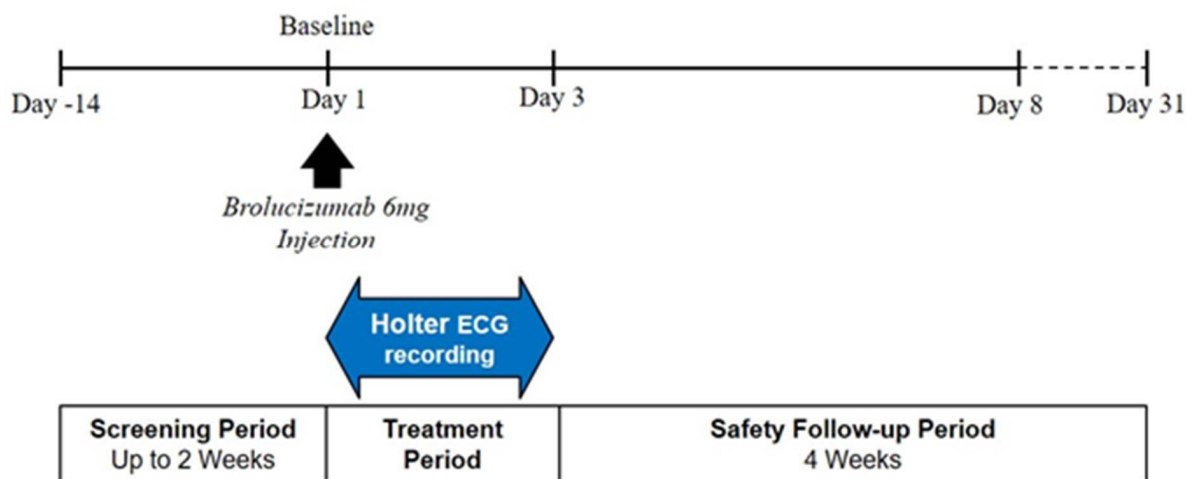 Baseline
Day -14
Day 1
Day 3
Day 8
Day 31
Brolucizumab 6mg
Injection
Holter ECG
recording
Screening Period
Up to 2 Weeks
Treatment
Period
Safety Follow-up Period
4 Weeks